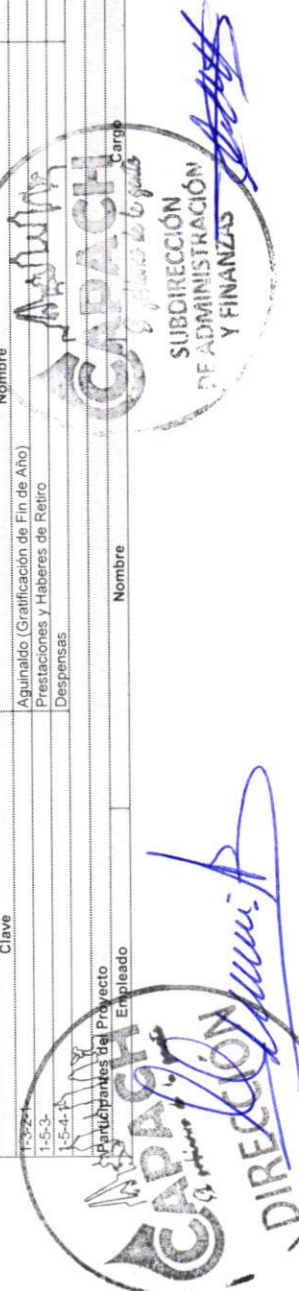 Clave Nombre
1-3-2-1- Aguinaldo (Gratificación de Fin de Año)
1-5-3- Prestaciones y Haberes de Retiro
1-5-4-1- Despensas
Participantes del Proyecto
Empleado Nombre Cargo
CAPACH
DIRECCIÓN
CAPACH
SUBDIRECCIÓN
DE ADMINISTRACIÓN
Y FINANZAS